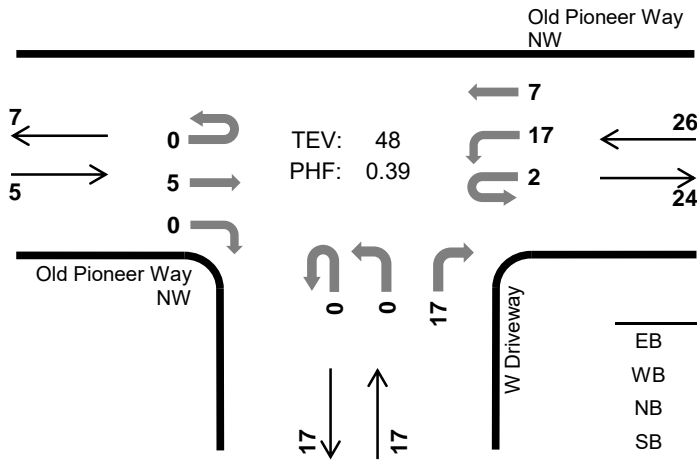 Old Pioneer Way
NW
7
7
26
0
TEV: 48
17
5
PHF: 0.39
2
5
24
0
Old Pioneer Way
NW
0
0
17
W Driveway
17
17
EB
WB
NB
SB